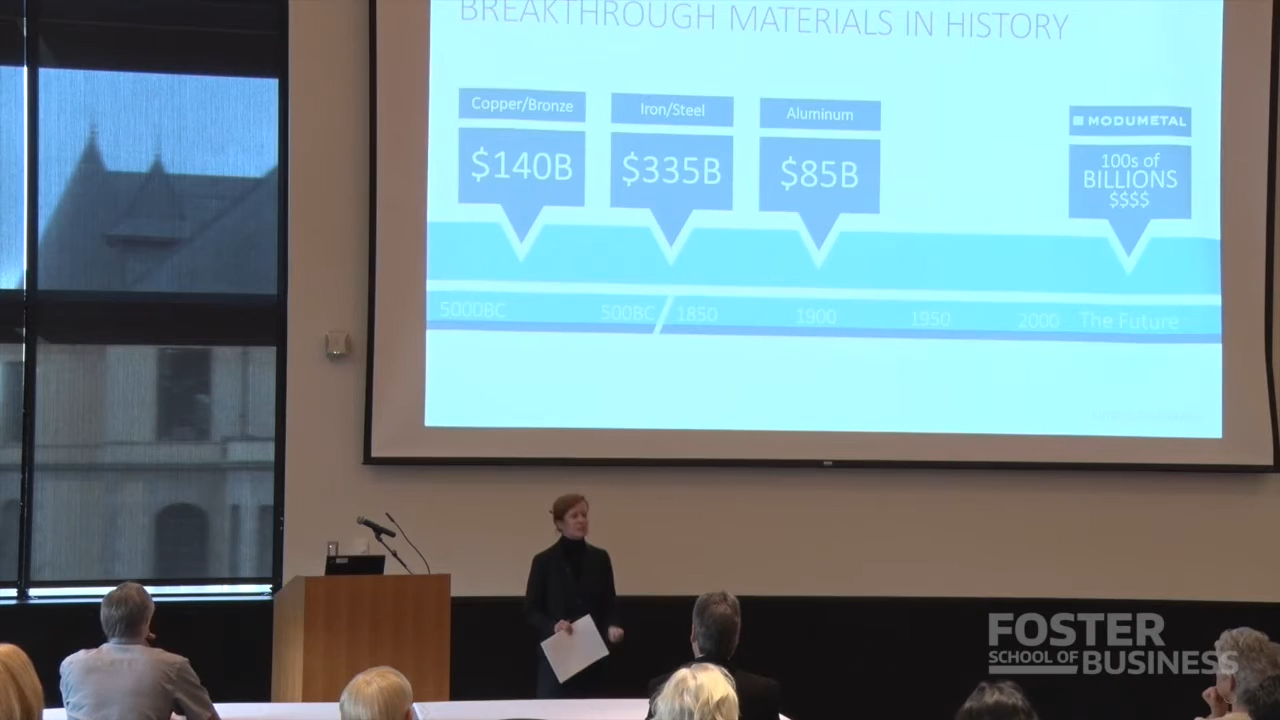 BREAKTHROUGH MATERIALS IN HISTORY
Copper/Bronze
$140B
Iron/Steel
$335B
Aluminum
$85B
MODUMETAL
100s of
BILLIONS
$$$$
5000BC
500BC
1850
1900
1950
2000
The Future
FOSTER
SCHOOL OF BUSINESS